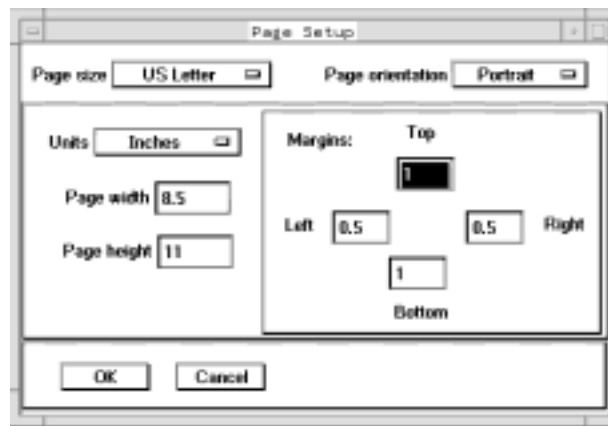 Page Setup
Page size US Letter Page orientation Portrait
Units Inches Margins: Top
1
Page width 8.5
Left 0.5 0.5 Right
Page height 11
1
Bottom
OK Cancel